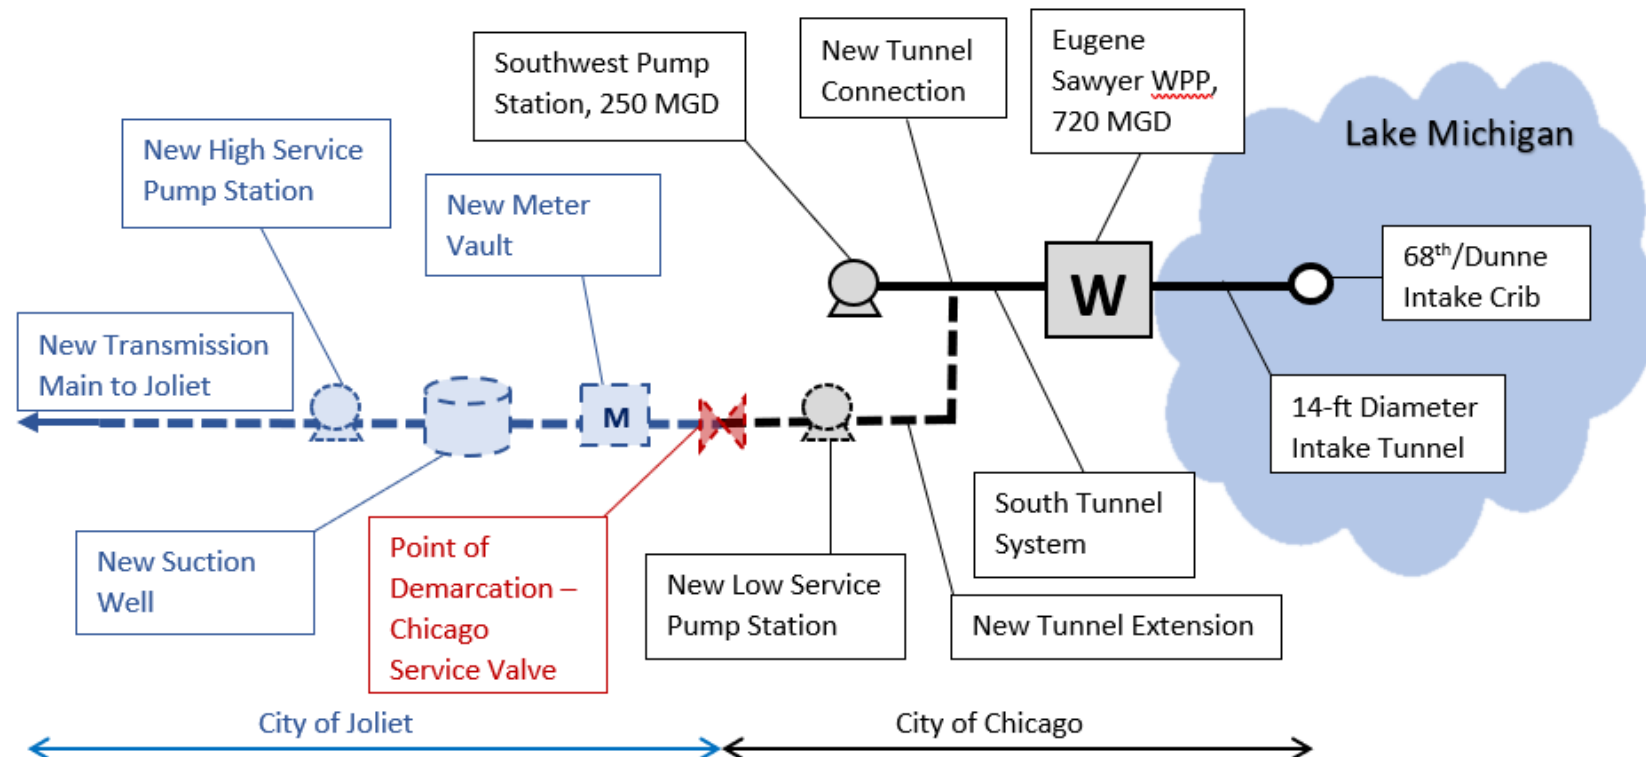 Southwest Pump
Station, 250 MGD
New Tunnel
Connection
Eugene
Sawyer WPP,
720 MGD
Lake Michigan
New High Service
Pump Station
New Meter
Vault
68th/Dunne
Intake Crib
W
New Transmission
Main to Joliet
M
14-ft Diameter
Intake Tunnel
South Tunnel
System
New Suction
Well
Point of
Demarcation –
Chicago
Service Valve
New Low Service
Pump Station
New Tunnel Extension
City of Joliet
City of Chicago